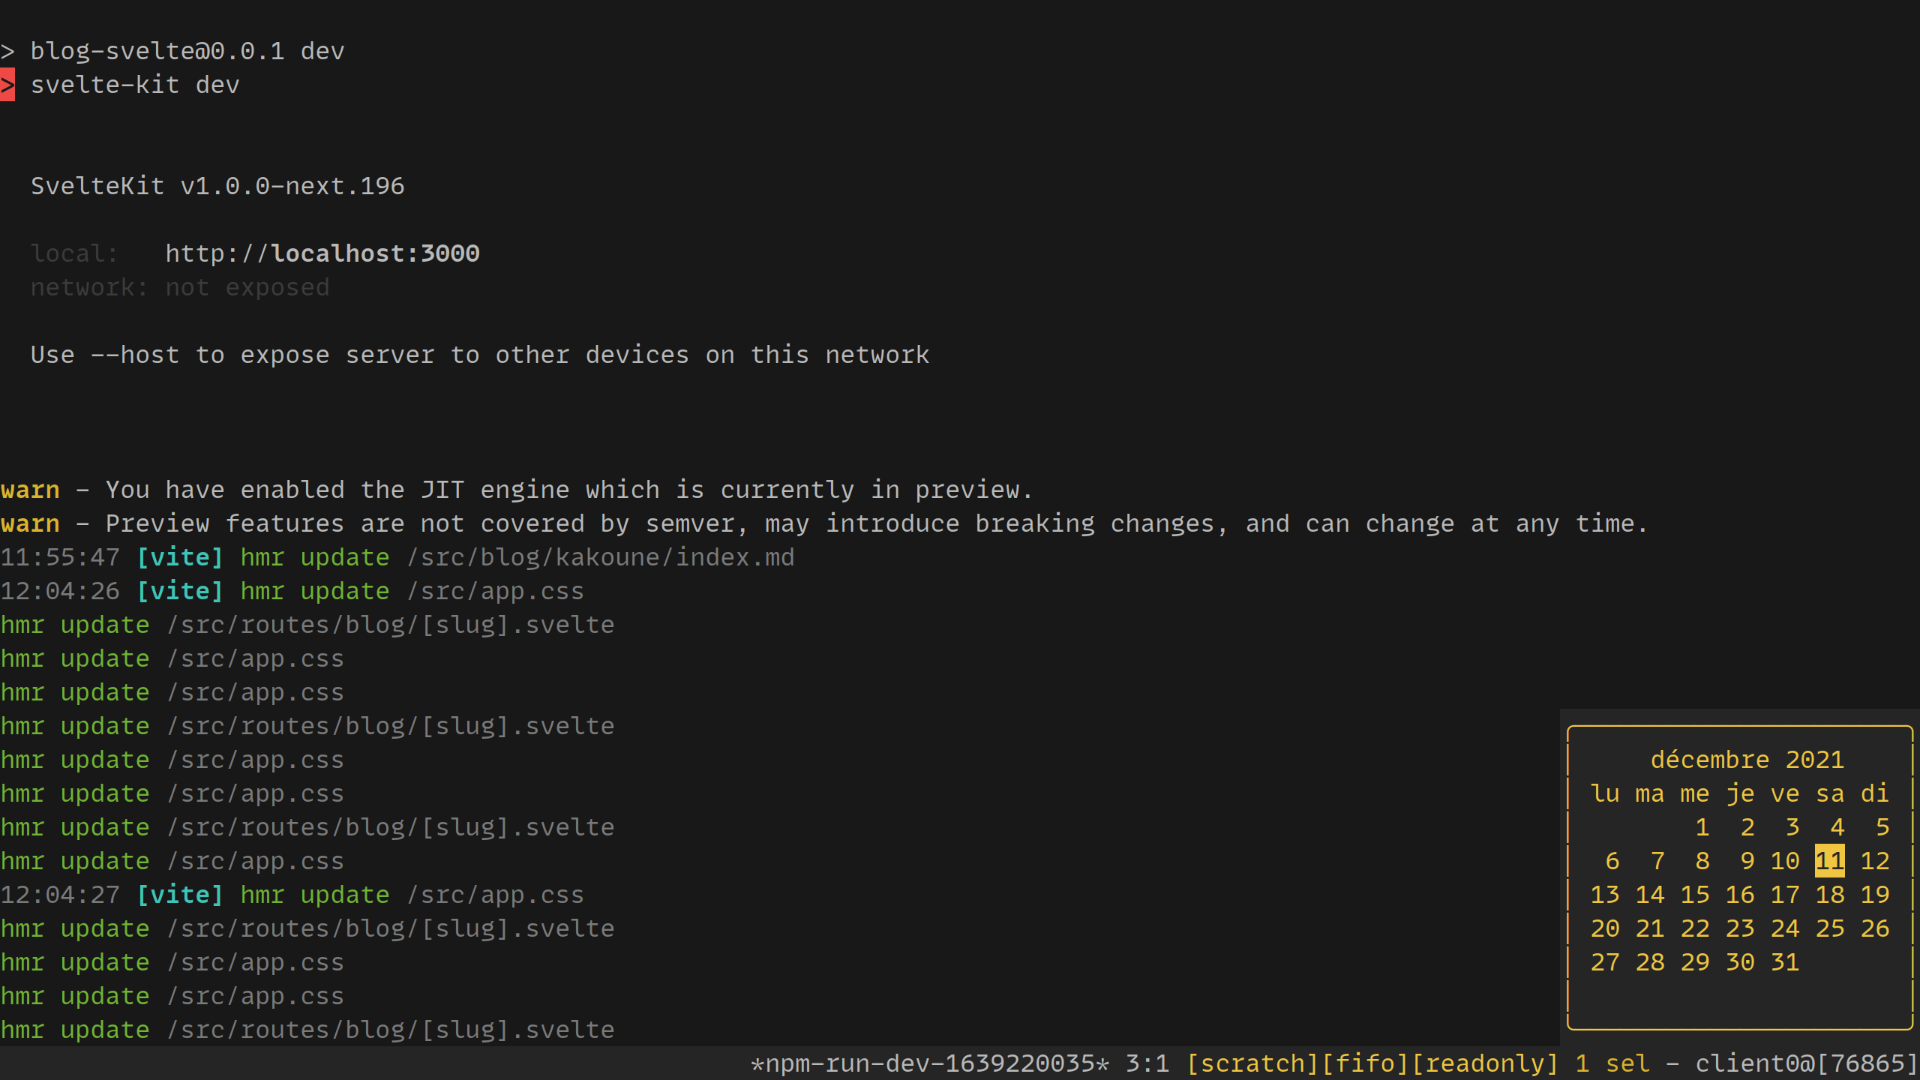 > blog-svelte@0.0.1 dev
> svelte-kit dev
SvelteKit v1.0.0-next.196
local:   http://localhost:3000
network: not exposed
Use --host to expose server to other devices on this network
warn - You have enabled the JIT engine which is currently in preview.
warn - Preview features are not covered by semver, may introduce breaking changes, and can change at any time.
11:55:47 [vite] hmr update /src/blog/kakoune/index.md
12:04:26 [vite] hmr update /src/app.css
hmr update /src/routes/blog/[slug].svelte
hmr update /src/app.css
hmr update /src/app.css
hmr update /src/routes/blog/[slug].svelte
hmr update /src/app.css
hmr update /src/app.css
hmr update /src/routes/blog/[slug].svelte
hmr update /src/app.css
12:04:27 [vite] hmr update /src/app.css
hmr update /src/routes/blog/[slug].svelte
hmr update /src/app.css
hmr update /src/app.css
hmr update /src/routes/blog/[slug].svelte
décembre 2021
lu ma me je ve sa di
1 2 3 4 5
6 7 8 9 10 11 12
13 14 15 16 17 18 19
20 21 22 23 24 25 26
27 28 29 30 31
*npm-run-dev-1639220035* 3:1 [scratch][fifo][readonly] 1 sel - client0@[76865]